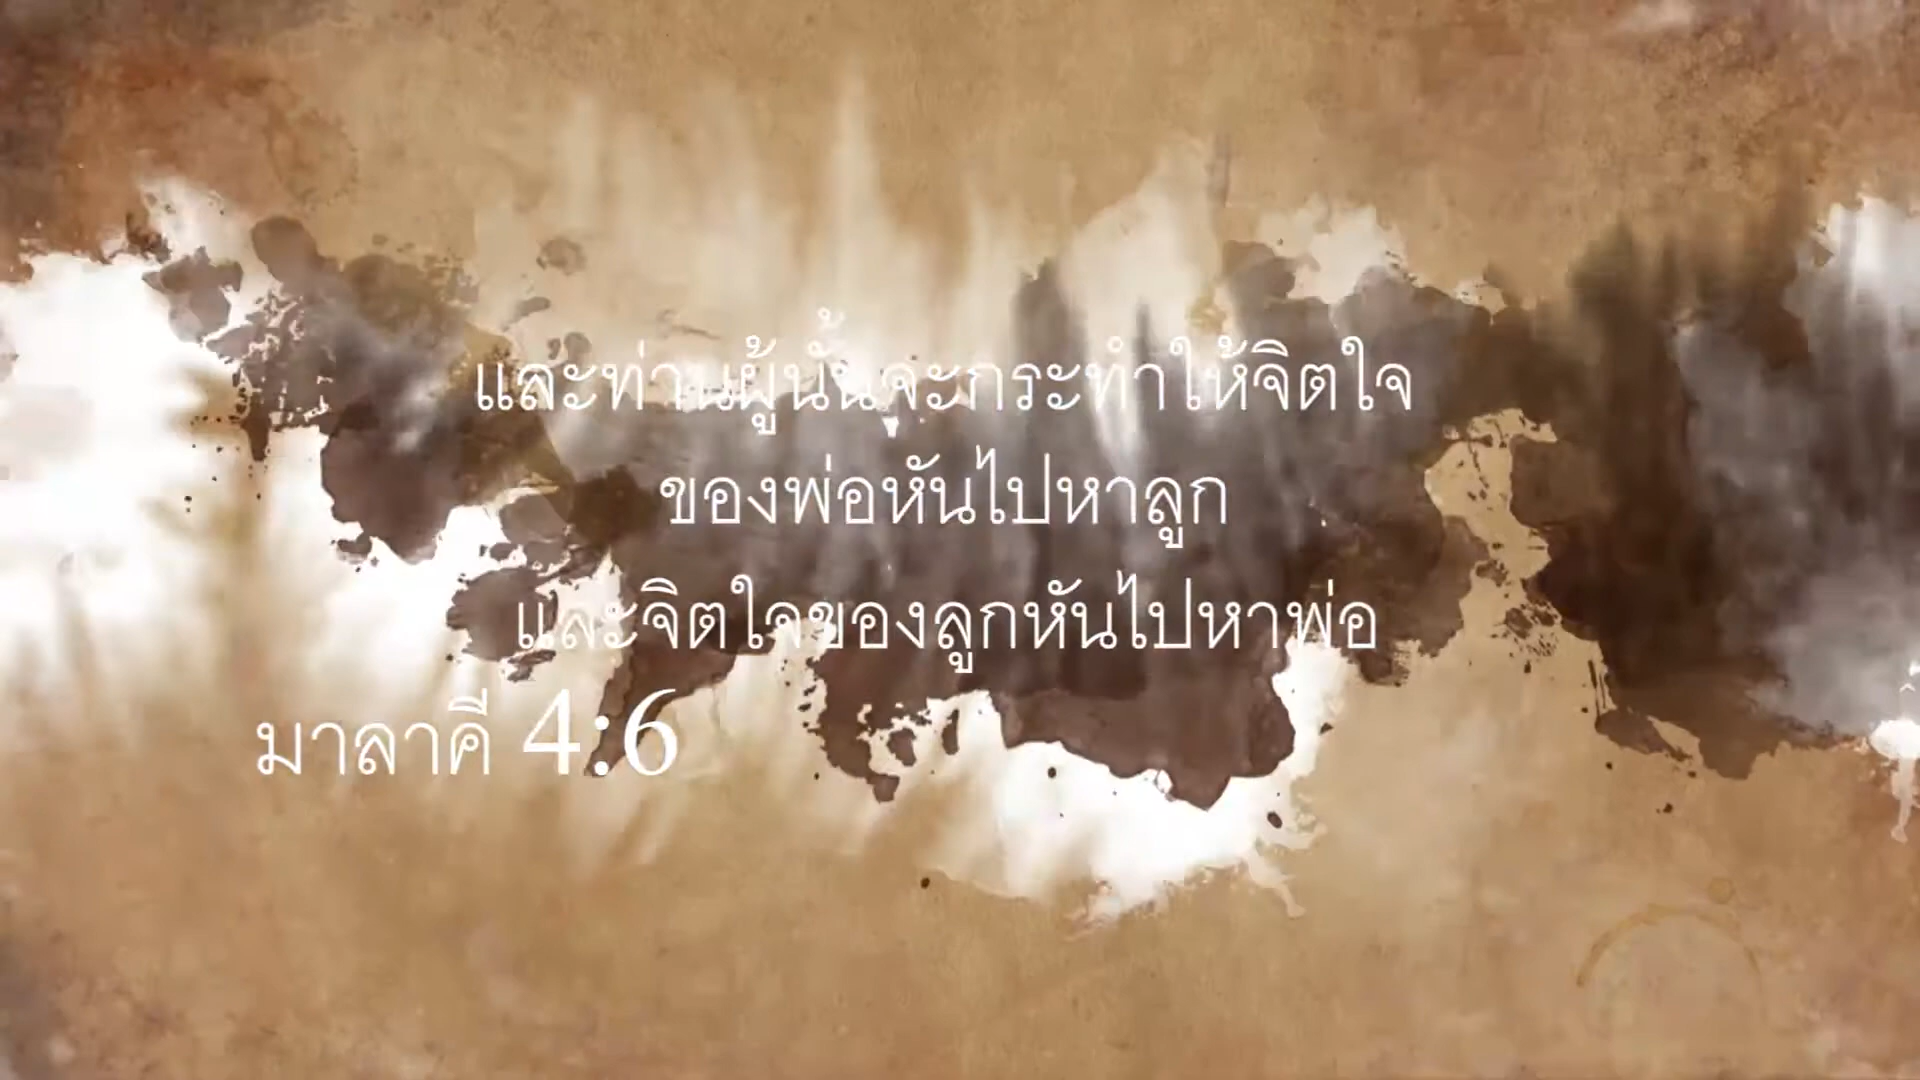 และท่านผู้นั้นจะกระทำให้จิตใจ
ของพ่อหันไปหาลูก
และจิตใจของลูกหันไปหาพ่อ
มาลาคี 4:6